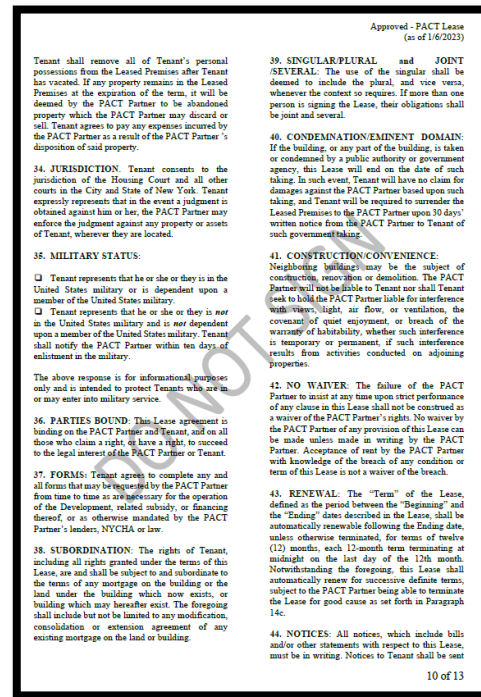 Approved - PACT Lease
(as of 1/6/2023)
Tenant shall remove all of Tenant's personal
possessions from the Leased Premises after Tenant
has vacated. If any property remains in the Leased
Premises at the expiration of the term, it will be
deemed by the PACT Partner to be abandoned
property which the PACT Partner may discard or
sell. Tenant agrees to pay any expenses incurred by
the PACT Partner as a result of the PACT Partner 's
disposition of said property.
34. JURISDICTION. Tenant consents to the
jurisdiction of the Housing Court and all other
courts in the City and State of New York. Tenant
expressly represents that in the event a judgment is
obtained against him or her, the PACT Partner may
enforce the judgment against any property or assets
of Tenant, wherever they are located.
35. MILITARY STATUS:
❑ Tenant represents that he or she or they is in the
United States military or is dependent upon a
member of the United States military.
❑ Tenant represents that he or she or they is not
in the United States military and is not dependent
upon a member of the United States military. Tenant
shall notify the PACT Partner within ten days of
enlistment in the military.
The above response is for informational purposes
only and is intended to protect Tenants who are in
or may enter into military service.
36. PARTIES BOUND: This Lease agreement is
binding on the PACT Partner and Tenant, and on all
those who claim a right, or have a right, to succeed
to the legal interest of the PACT Partner or Tenant.
37. FORMS: Tenant agrees to complete any and
all forms that may be requested by the PACT Partner
from time to time as are necessary for the operation
of the Development, related subsidy, or financing
thereof, or as otherwise mandated by the PACT
Partner's lenders, NYCHA or law.
38. SUBORDINATION: The rights of Tenant,
including all rights granted under the terms of this
Lease, are and shall be subject to and subordinate to
the terms of any mortgage on the building or the
land under the building which now exists, or
building which may hereafter exist. The foregoing
shall include but not be limited to any modification,
consolidation or extension agreement of any
existing mortgage on the land or building.
39. SINGULAR/PLURAL and JOINT
/SEVERAL: The use of the singular shall be
deemed to include the plural, and vice versa,
whenever the context so requires. If more than one
person is signing the Lease, their obligations shall
be joint and several.
40. CONDEMNATION/EMINENT DOMAIN:
If the building, or any part of the building, is taken
or condemned by a public authority or government
agency, this Lease will end on the date of such
taking. In such event, Tenant will have no claim for
damages against the PACT Partner based upon such
taking, and Tenant will be required to surrender the
Leased Premises to the PACT Partner upon 30 days'
written notice from the PACT Partner to Tenant of
such government taking.
41. CONSTRUCTION/CONVENIENCE:
Neighboring buildings may be the subject of
construction, renovation or demolition. The PACT
Partner will not be liable to Tenant nor shall Tenant
seek to hold the PACT Partner liable for interference
with views, light, air flow, or ventilation, the
covenant of quiet enjoyment, or breach of the
warranty of habitability, whether such interference
is temporary or permanent, if such interference
results from activities conducted on adjoining
properties.
42. NO WAIVER: The failure of the PACT
Partner to insist at any time upon strict performance
of any clause in this Lease shall not be construed as
a waiver of the PACT Partner's rights. No waiver by
the PACT Partner of any provision of this Lease can
be made unless made in writing by the PACT
Partner. Acceptance of rent by the PACT Partner
with knowledge of the breach of any condition or
term of this Lease is not a waiver of the breach.
43. RENEWAL: The "Term" of the Lease,
defined as the period between the "Beginning" and
the "Ending" dates described in the Lease, shall be
automatically renewable following the Ending date,
unless otherwise terminated, for terms of twelve
(12) months, each 12-month term terminating at
midnight on the last day of the 12th month.
Notwithstanding the foregoing, this Lease shall
automatically renew for successive definite terms,
subject to the PACT Partner being able to terminate
the Lease for good cause as set forth in Paragraph
14c.
44. NOTICES: All notices, which include bills
and/or other statements with respect to this Lease,
must be in writing. Notices to Tenant shall be sent
DO NOT SIGN
10 of 13